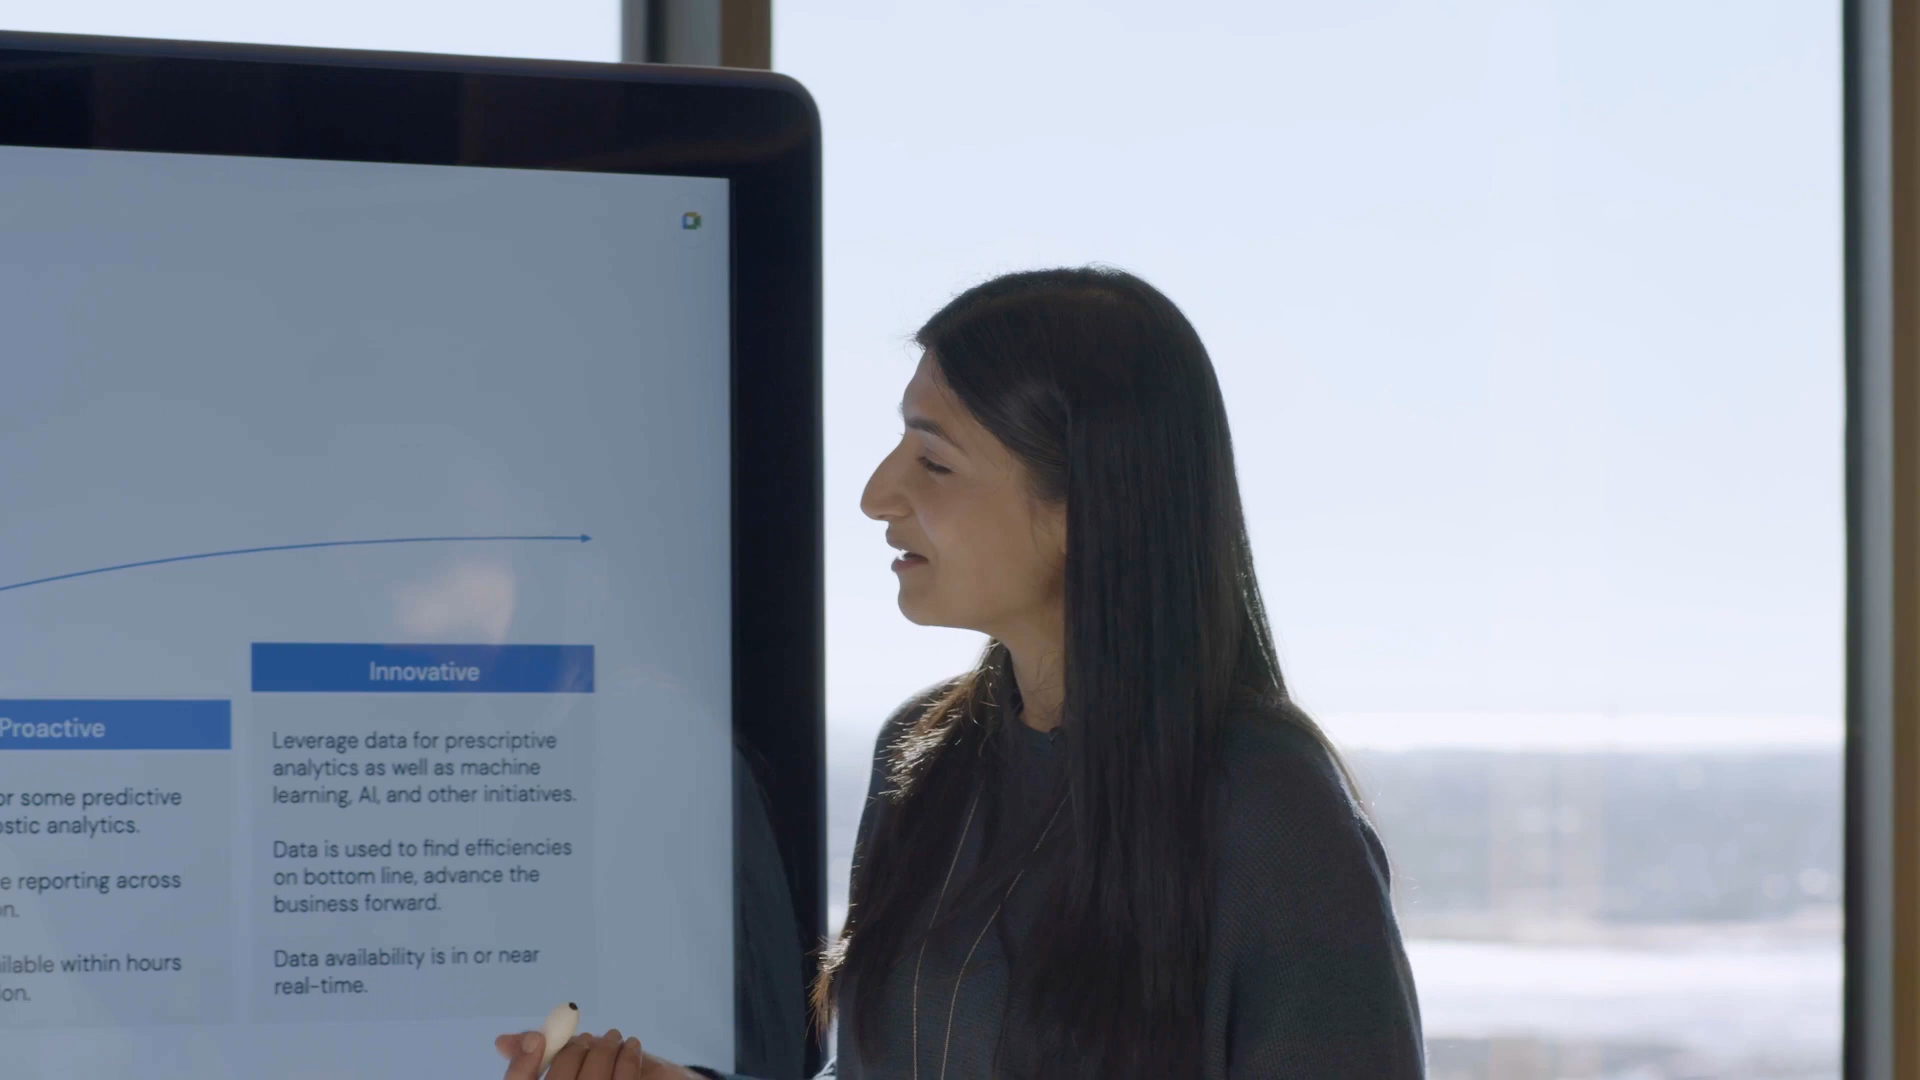 Proactive
or some predictive
ostic analytics.
e reporting across
on.
ilable within hours
ion.
Innovative
Leverage data for prescriptive
analytics as well as machine
learning, AI, and other initiatives.
Data is used to find efficiencies
on bottom line, advance the
business forward.
Data availability is in or near
real-time.